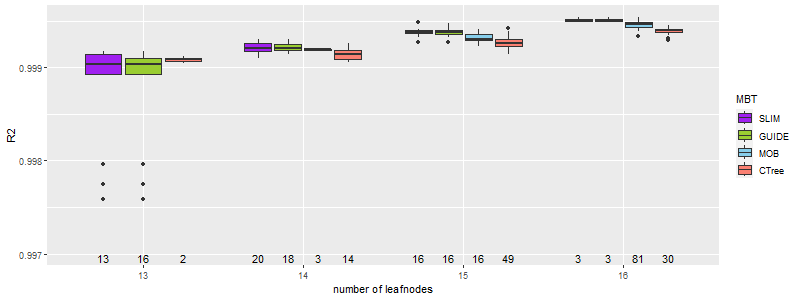 R2
0.999
0.998
0.997
13 16 2 20 18 3 14 16 16 16 49 3 3 81 30
13 14 15 16
number of leafnodes
MBT
SLIM
GUIDE
MOB
CTree